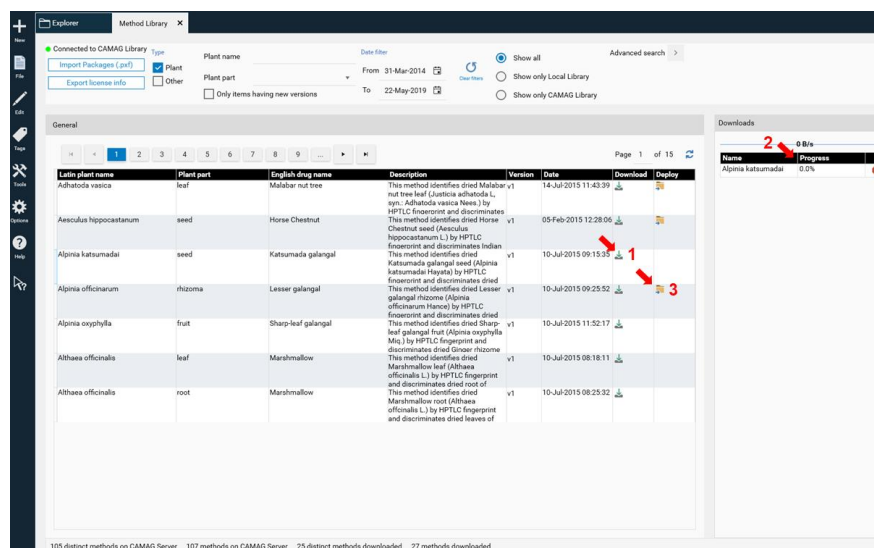 Explorer
Method Library ×
New
File
Edit
Tags
Tools
Options
Help
Connected to CAMAG Library
Import Packages (.pxf)
Export license info
Type
Plant
Other
Plant name
Plant part
Only items having new versions
Date filter
From 31-Mar-2014
To 22-May-2019
Clear filters
Show all
Show only Local Library
Show only CAMAG Library
Advanced search >
General
1 2 3 4 5 6 7 8 9 ...
Page 1 of 15
Latin plant name Plant part English drug name Description Version Date Download Deploy
Adhatoda vasica leaf Malabar nut tree This method identifies dried Malabar v1 14-Jul-2015 11:43:39
nut tree leaf (Justicia adhatoda L,
syn.: Adhatoda vasica Nees.) by
HPTLC fingerprint and discriminates
Aesculus hippocastanum seed Horse Chestnut This method identifies dried Horse v1 05-Feb-2015 12:28:06
Chestnut seed (Aesculus
hippocastanum L.) by HPTLC
fingerprint and discriminates Indian
Alpinia katsumadai seed Katsumada galangal This method identifies dried v1 10-Jul-2015 09:15:35 1
Katsumada galangal seed (Alpinia
katsumadai Hayata) by HPTLC
fingerprint and discriminates dried
Alpinia officinarum rhizoma Lesser galangal This method identifies dried Lesser v1 10-Jul-2015 09:25:52 3
galangal rhizome (Alpinia
officinarum Hance) by HPTLC
fingerprint and discriminates dried
Alpinia oxyphylla fruit Sharp-leaf galangal This method identifies dried Sharp- v1 10-Jul-2015 11:52:17
leaf galangal fruit (Alpinia oxyphylla
Miq.) by HPTLC fingerprint and
discriminates dried Ginger rhizome
Althaea officinalis leaf Marshmallow This method identifies dried v1 10-Jul-2015 08:18:11
Marshmallow leaf (Althaea
officinalis L.) by HPTLC fingerprint
and discriminates dried root of
Althaea officinalis root Marshmallow This method identifies dried v1 10-Jul-2015 08:25:32
Marshmallow root (Althaea
offcinalis L.) by HPTLC fingerprint
and discriminates dried leaves of
Downloads
2 0 B/s
Name Progress
Alpinia katsumadai 0.0%
105 distinct methods on CAMAG Server 107 methods on CAMAG Server 25 distinct methods downloaded 27 methods downloaded